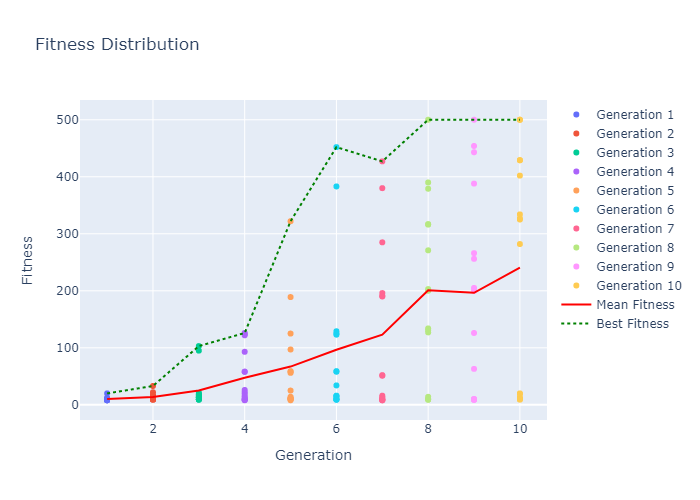 Fitness Distribution
Fitness
500
400
300
200
100
0
2
4
6
8
10
Generation
Generation 1
Generation 2
Generation 3
Generation 4
Generation 5
Generation 6
Generation 7
Generation 8
Generation 9
Generation 10
Mean Fitness
Best Fitness